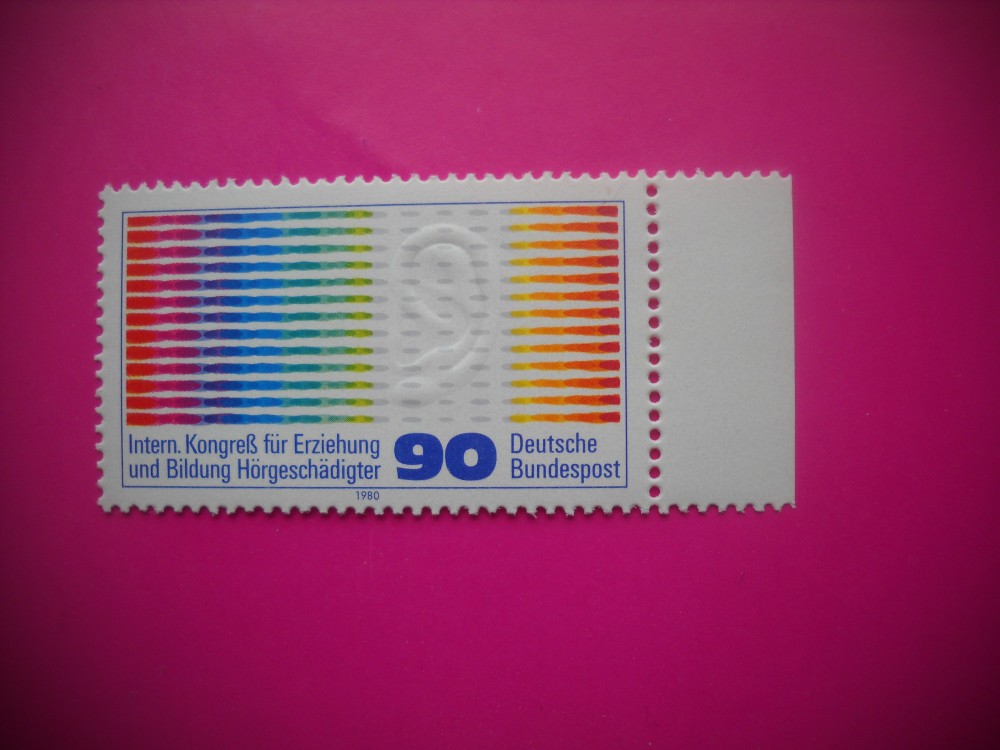 Intern. Kongreß für Erziehung
und Bildung Hörgeschädigter
90
Deutsche
Bundespost
1980